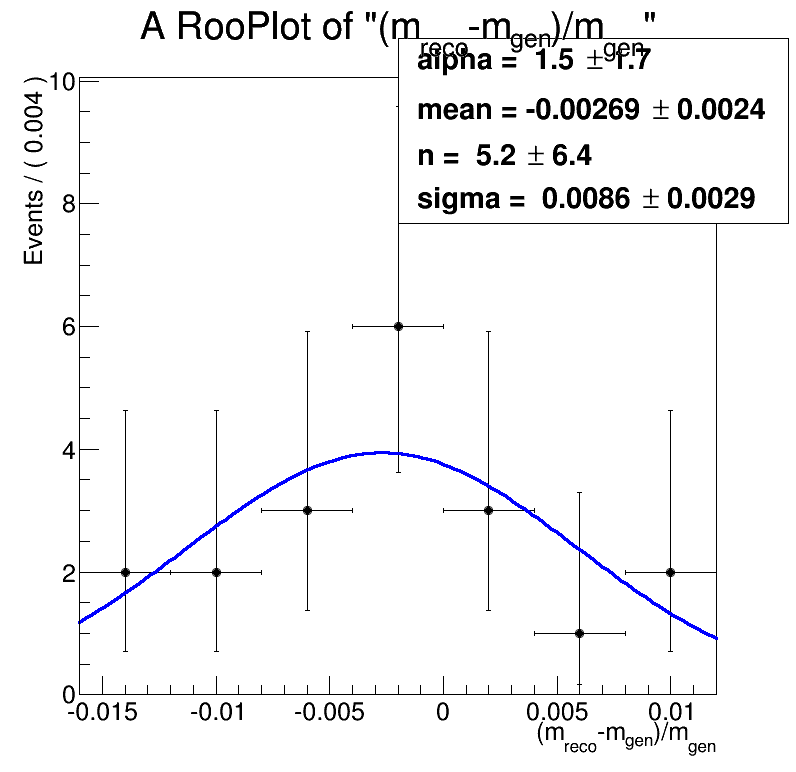 A RooPlot of "(m_reco-m_gen)/m_gen"
alpha = 1.5 ± 1.7
mean = -0.00269 ± 0.0024
n = 5.2 ± 6.4
sigma = 0.0086 ± 0.0029
Events / ( 0.004 )
10
8
6
4
2
0
-0.015 -0.01 -0.005 0 0.005 0.01
(m_reco-m_gen)/m_gen